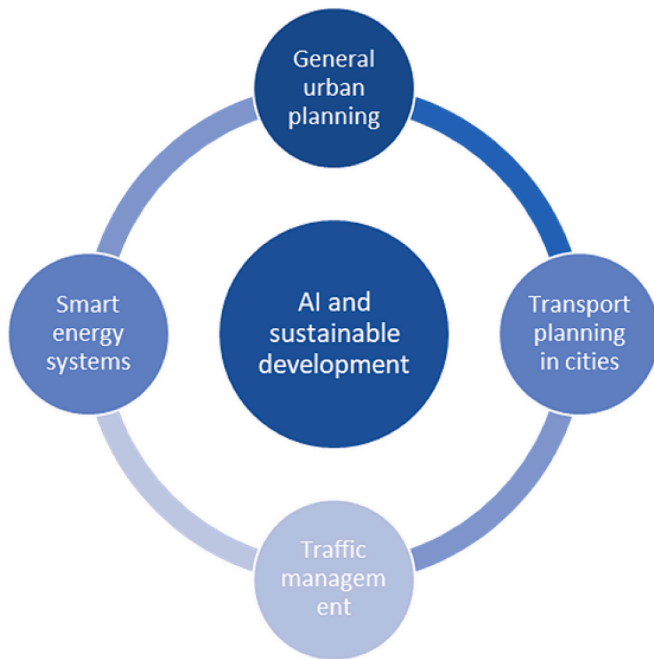 General
urban
planning
Smart
energy
systems
AI and
sustainable
development
Transport
planning
in cities
Traffic
managem
ent